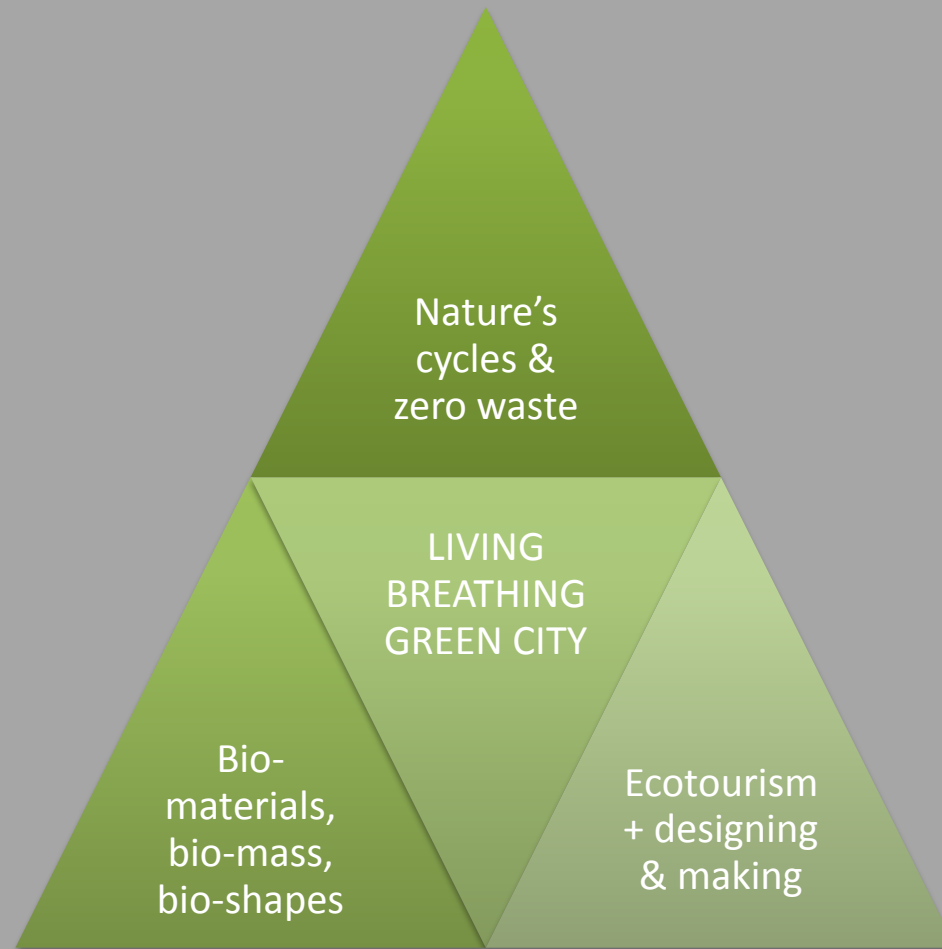 Nature’s
cycles &
zero waste
LIVING
BREATHING
GREEN CITY
Bio-
materials,
bio-mass,
bio-shapes
Ecotourism
+ designing
& making